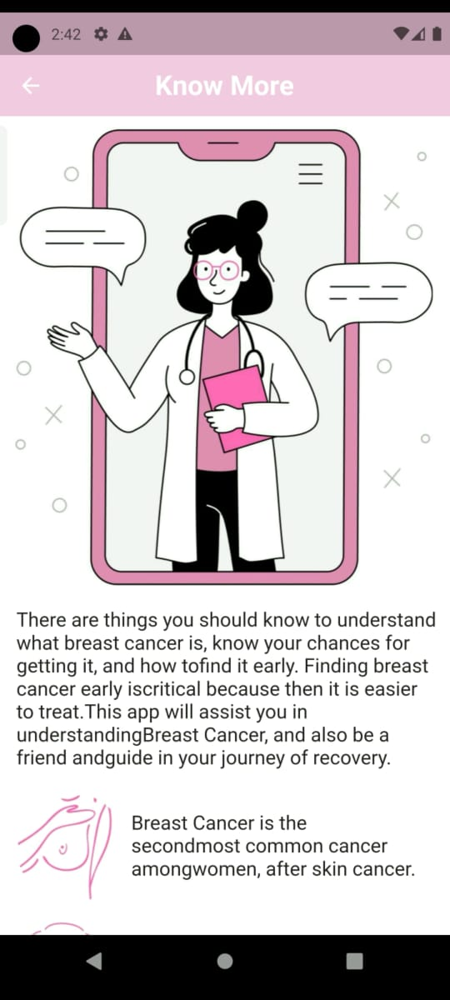 2:42
Know More
There are things you should know to understand
what breast cancer is, know your chances for
getting it, and how tofind it early. Finding breast
cancer early iscritical because then it is easier
to treat.This app will assist you in
understandingBreast Cancer, and also be a
friend andguide in your journey of recovery.
Breast Cancer is the
secondmost common cancer
amongwomen, after skin cancer.